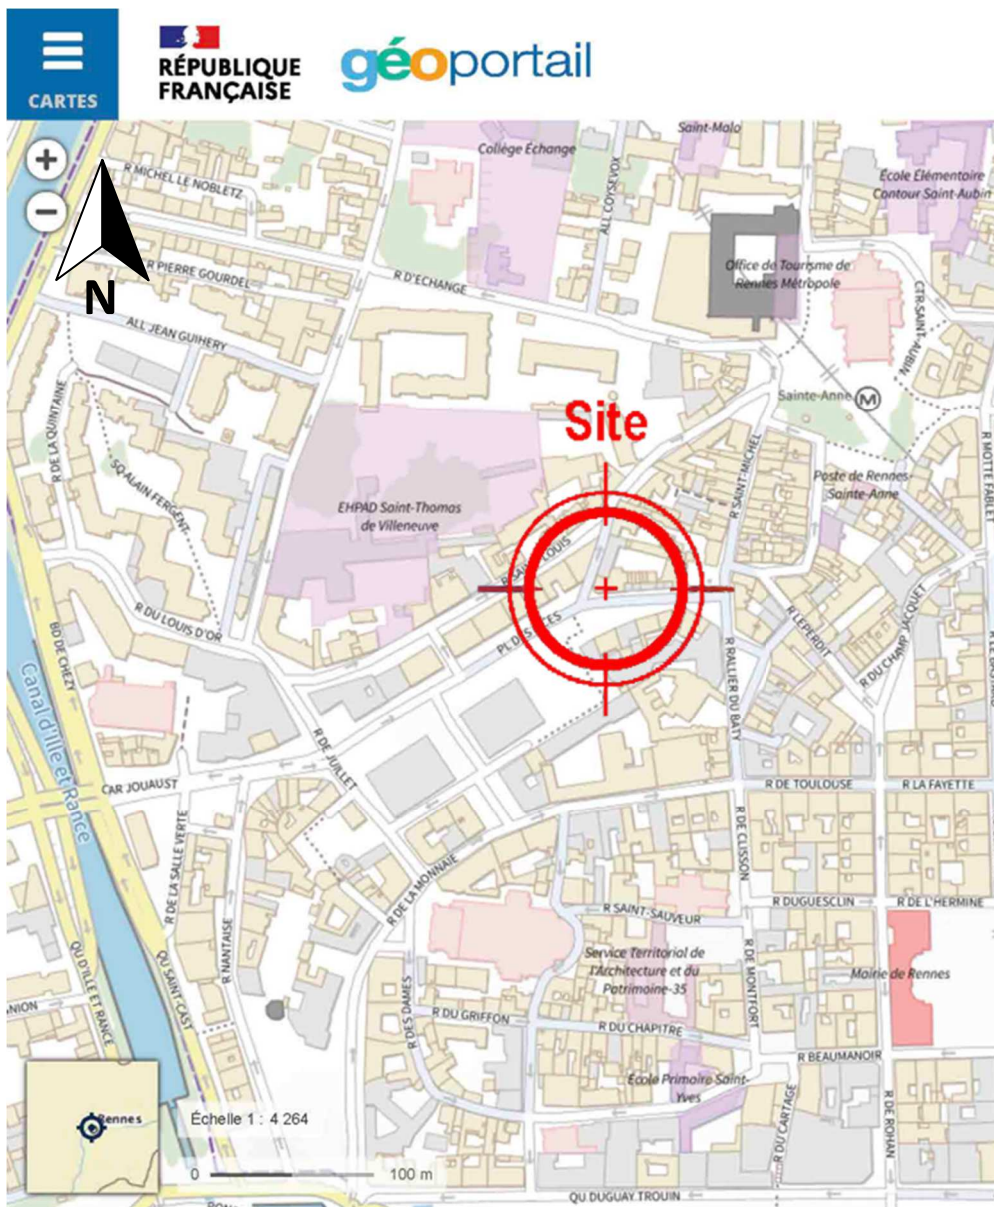 CARTES
RÉPUBLIQUE
FRANÇAISE
géoportail
+
−
N
Saint-Malo
Collège Échange
ALL COYSEVOX
École Élémentaire
Contour Saint-Aubin
R MICHEL LE NOBLETZ
R PIERRE GOURDEL
R D'ECHANGE
Office de Tourisme de
Rennes Métropole
CTR-SAINT-AUBIN
ALL JEAN GUIHERY
R DE LA QUINTAINE
Sainte-Anne
M
Site
R SAINT-MICHEL
R MOTTE FABLET
SQ ALAIN FERGENT
EHPAD Saint-Thomas
de Villeneuve
Poste de Rennes-
Sainte-Anne
R DU LOUIS D'OR
PL DES LICES
R LEPERDIT
R DU CHAMP JACQUET
BD DE CHEZY
R RALLIER DU BATY
Canal d'Ille et Rance
R DE JUILLET
CAR JOUAUST
R DE TOULOUSE
R LA FAYETTE
R DE LA SALLE VERTE
R DE CLISSON
R DE LA MONNAIE
R DUGUESCLIN
R DE L'HERMINE
R SAINT-SAUVEUR
R NANTAISE
QU D'ILLE ET RANCE
QU SAINT-CAST
Service Territorial de
l'Architecture et du
Patrimoine-35
R DE MONTFORT
Mairie de Rennes
NION
R DES DAMES
R DU GRIFFON
R DU CHAPITRE
R BEAUMANOIR
École Primaire Saint-
Yves
R DU CARTAGE
R DE ROHAN
Rennes
Échelle 1 : 4 264
0
100 m
QU DUGUAY TROUIN